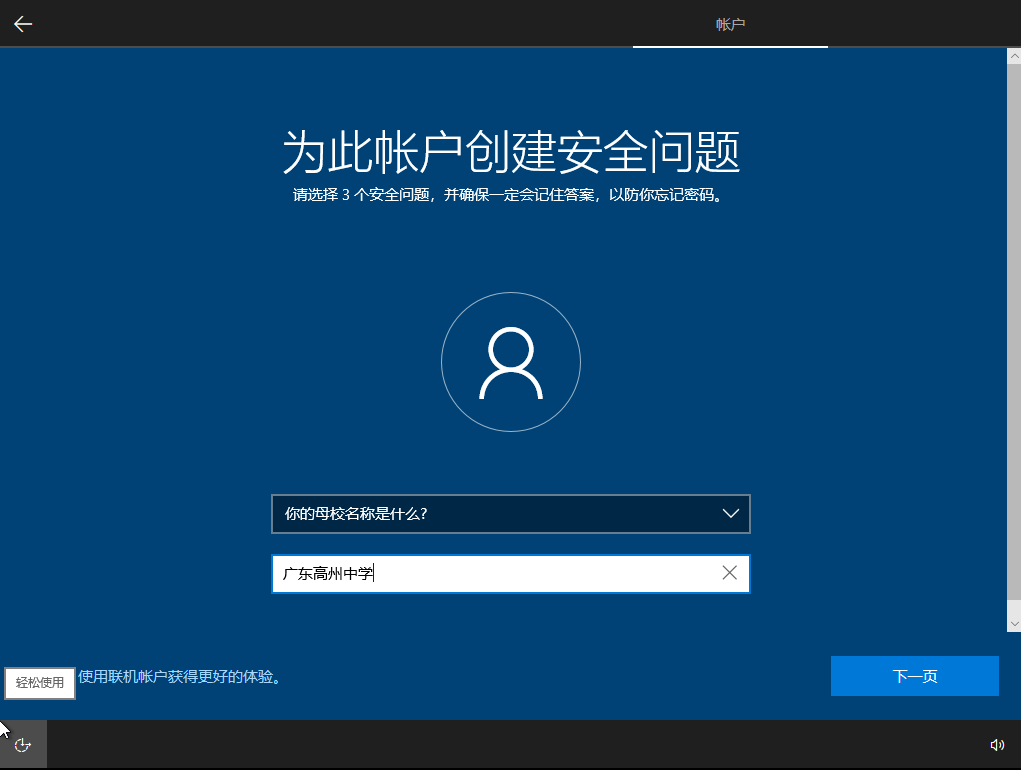 帐户
为此帐户创建安全问题
请选择 3 个安全问题，并确保一定会记住答案，以防你忘记密码。
你的母校名称是什么?
广东高州中学
轻松使用
使用联机帐户获得更好的体验。
下一页